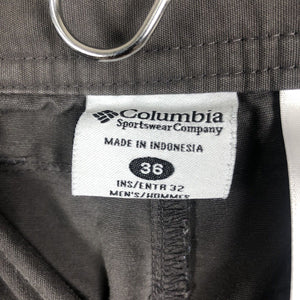 Columbia
Sportswear Company
MADE IN INDONESIA
36
INS/ENTR 32
MEN'S/HOMMES